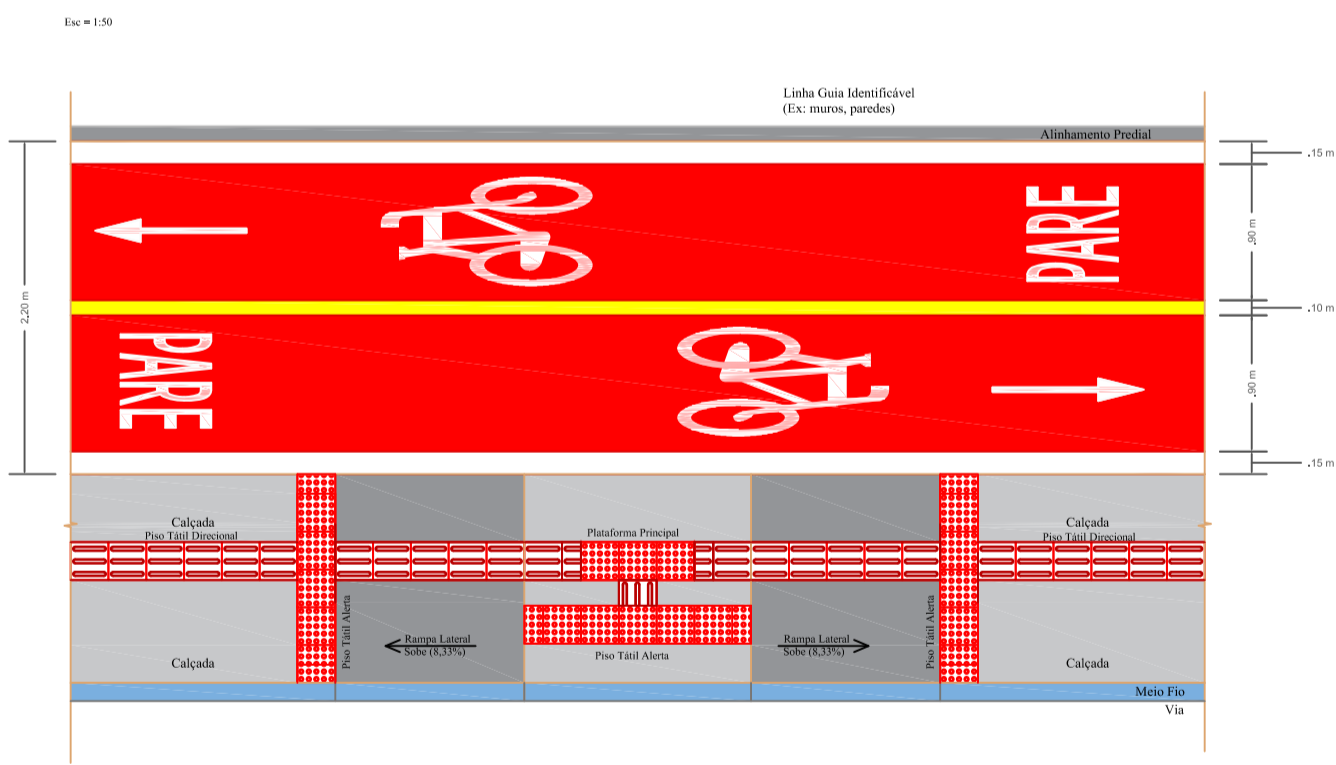 Esc = 1:50
Linha Guia Identificável
(Ex: muros, paredes)
Alinhamento Predial
.15 m
PARE
.90 m
2,20 m
.10 m
PARE
.90 m
.15 m
Calçada
Piso Tátil Direcional
Plataforma Principal
Calçada
Piso Tátil Direcional
Piso Tátil Alerta
Rampa Lateral
Sobe (8,33%)
Piso Tátil Alerta
Rampa Lateral
Sobe (8,33%)
Piso Tátil Alerta
Calçada
Calçada
Meio Fio
Via